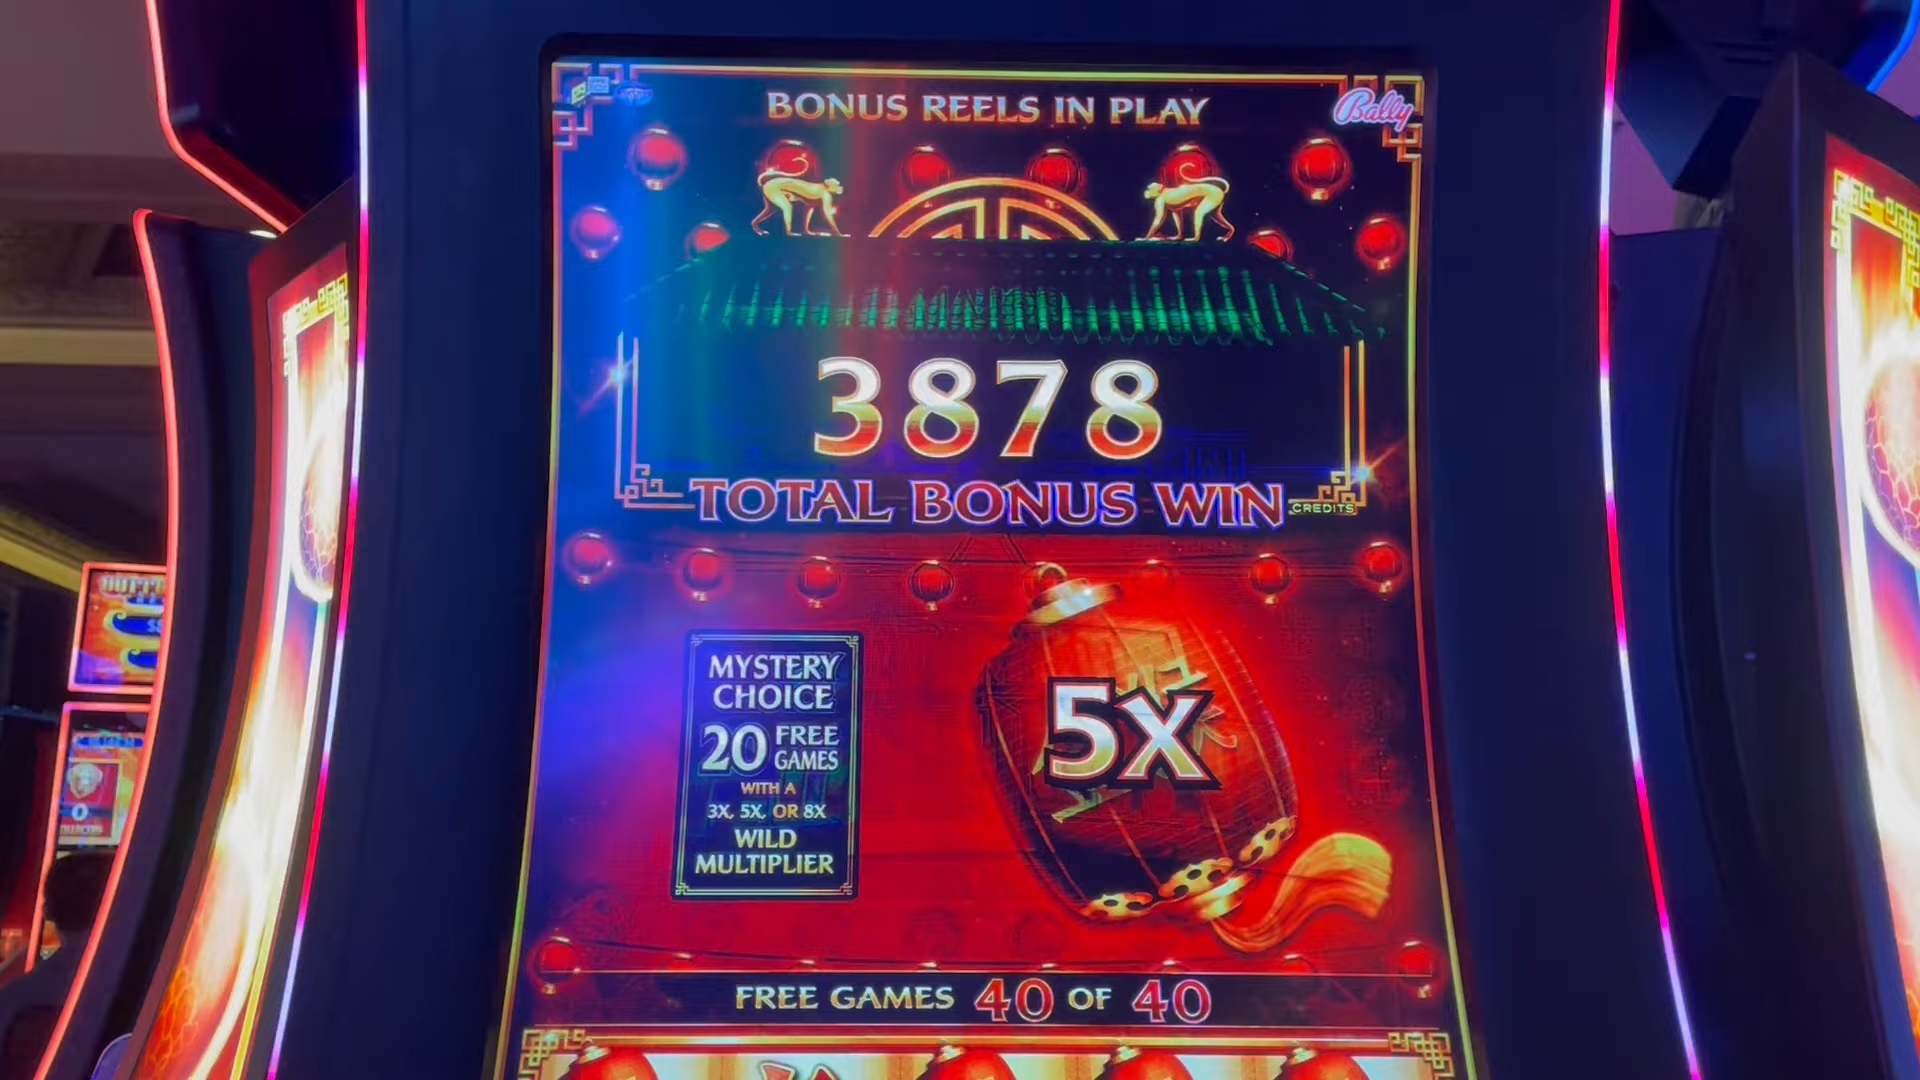 BONUS REELS IN PLAY
Bally
3878
TOTAL BONUS WIN
CREDITS
MYSTERY
CHOICE
20 FREE
GAMES
WITH A
3X, 5X, OR 8X
WILD
MULTIPLIER
5X
FREE GAMES 40 OF 40
0